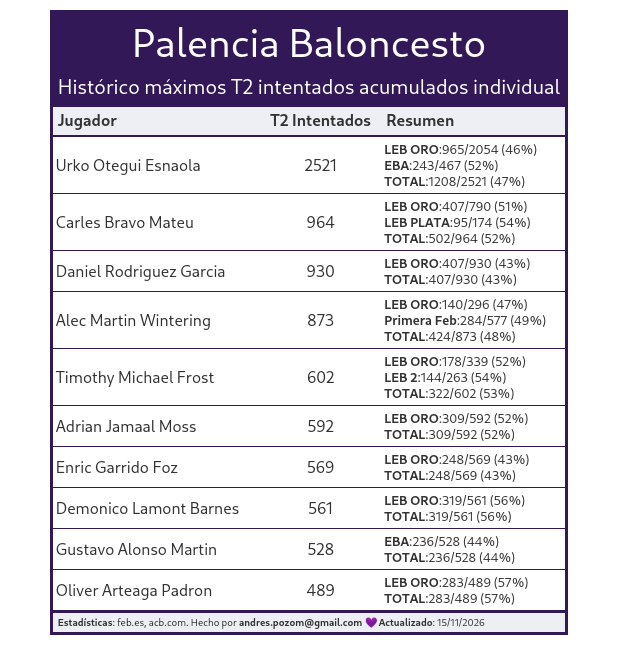 Palencia Baloncesto
Histórico máximos T2 intentados acumulados individual
Jugador T2 Intentados Resumen
Urko Otegui Esnaola 2521 LEB ORO:965/2054 (46%)
EBA:243/467 (52%)
TOTAL:1208/2521 (47%)
Carles Bravo Mateu 964 LEB ORO:407/790 (51%)
LEB PLATA:95/174 (54%)
TOTAL:502/964 (52%)
Daniel Rodriguez Garcia 930 LEB ORO:407/930 (43%)
TOTAL:407/930 (43%)
Alec Martin Wintering 873 LEB ORO:140/296 (47%)
Primera Feb:284/577 (49%)
TOTAL:424/873 (48%)
Timothy Michael Frost 602 LEB ORO:178/339 (52%)
LEB 2:144/263 (54%)
TOTAL:322/602 (53%)
Adrian Jamaal Moss 592 LEB ORO:309/592 (52%)
TOTAL:309/592 (52%)
Enric Garrido Foz 569 LEB ORO:248/569 (43%)
TOTAL:248/569 (43%)
Demonico Lamont Barnes 561 LEB ORO:319/561 (56%)
TOTAL:319/561 (56%)
Gustavo Alonso Martin 528 EBA:236/528 (44%)
TOTAL:236/528 (44%)
Oliver Arteaga Padron 489 LEB ORO:283/489 (57%)
TOTAL:283/489 (57%)
Estadísticas: feb.es, acb.com. Hecho por andres.pozom@gmail.com 💜 Actualizado: 15/11/2026